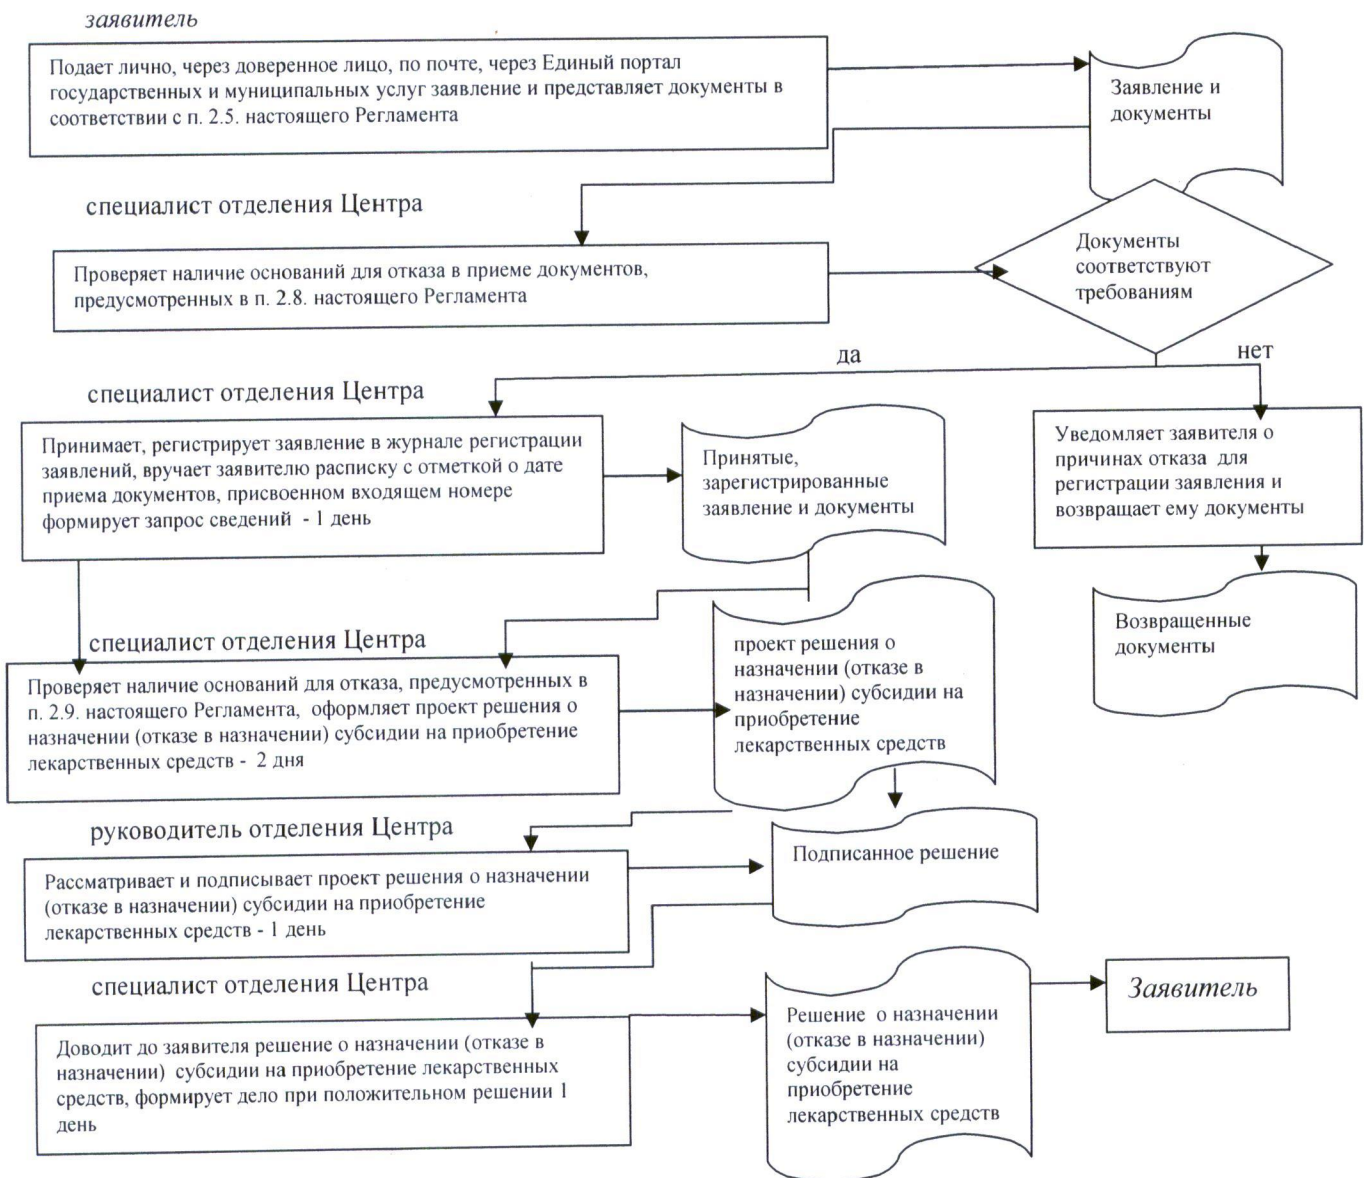 заявитель
Подает лично, через доверенное лицо, по почте, через Единый портал
государственных и муниципальных услуг заявление и представляет документы в
соответствии с п. 2.5. настоящего Регламента
Заявление и
документы
специалист отделения Центра
Проверяет наличие оснований для отказа в приеме документов,
предусмотренных в п. 2.8. настоящего Регламента
Документы
соответствуют
требованиям
да
нет
специалист отделения Центра
Принимает, регистрирует заявление в журнале регистрации
заявлений, вручает заявителю расписку с отметкой о дате
приема документов, присвоенном входящем номере
формирует запрос сведений - 1 день
Принятые,
зарегистрированные
заявление и документы
Уведомляет заявителя о
причинах отказа для
регистрации заявления и
возвращает ему документы
Возвращенные
документы
специалист отделения Центра
Проверяет наличие оснований для отказа, предусмотренных в
п. 2.9. настоящего Регламента, оформляет проект решения о
назначении (отказе в назначении) субсидии на приобретение
лекарственных средств - 2 дня
проект решения о
назначении (отказе в
назначении) субсидии на
приобретение
лекарственных средств
руководитель отделения Центра
Рассматривает и подписывает проект решения о назначении
(отказе в назначении) субсидии на приобретение
лекарственных средств - 1 день
Подписанное решение
специалист отделения Центра
Доводит до заявителя решение о назначении (отказе в
назначении) субсидии на приобретение лекарственных
средств, формирует дело при положительном решении 1
день
Решение о назначении
(отказе в назначении)
субсидии на
приобретение
лекарственных средств
Заявитель